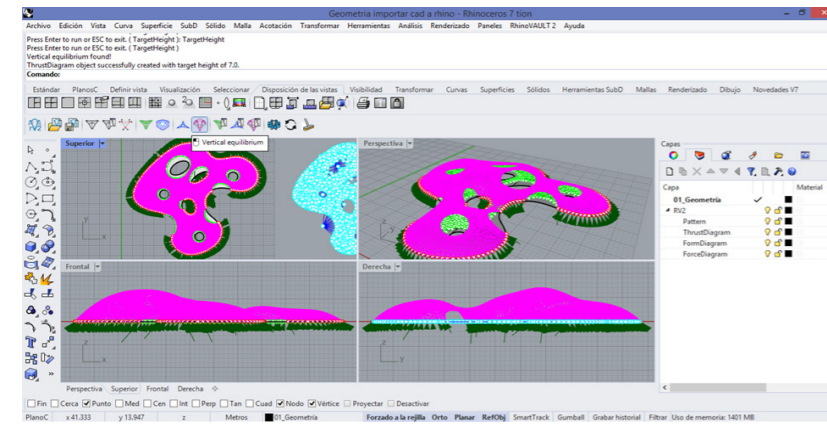 Geometria importar cad a rhino - Rhinoceros 7 tion
Archivo Edición Vista Curva Superficie SubD Sólido Malla Acotación Transformar Herramientas Análisis Renderizado Paneles RhinoVAULT 2 Ayuda
Press Enter to run or ESC to exit. ( TargetHeight ): TargetHeight
Press Enter to run or ESC to exit. ( TargetHeight )
Vertical equilibrium found!
ThrustDiagram object successfully created with target height of 7.0.
Comando:
Estándar PlanosC Definir vista Visualización Seleccionar Disposición de las vistas Visibilidad Transformar Curvas Superficies Sólidos Herramientas SubD Mallas Renderizado Dibujo Novedades V7
Vertical equilibrium
Superior
y
x
Perspectiva
z
y
Capas
Capa Material
01_Geometria
RV2
Pattern
ThrustDiagram
FormDiagram
ForceDiagram
Frontal
z
x
Derecha
z
y
Perspectiva Superior Frontal Derecha
Fin Cerca Punto Med Cen Int Perp Tan Cuad Nodo Vértice Proyectar Desactivar
PlanoC x 41.333 y 13.947 z Metros 01_Geometria Forzado a la rejilla Orto Planar RefObj SmartTrack Gumball Grabar historial Filtrar Uso de memoria: 1401 MB